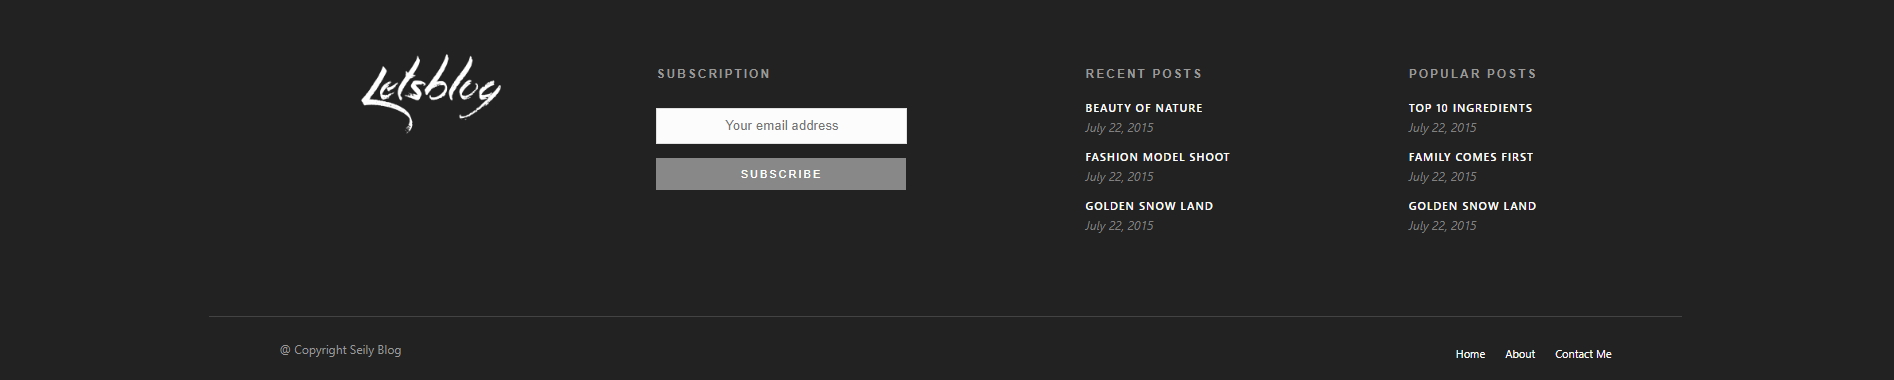 Letsblog
SUBSCRIPTION
Your email address
SUBSCRIBE
RECENT POSTS
BEAUTY OF NATURE
July 22, 2015
FASHION MODEL SHOOT
July 22, 2015
GOLDEN SNOW LAND
July 22, 2015
POPULAR POSTS
TOP 10 INGREDIENTS
July 22, 2015
FAMILY COMES FIRST
July 22, 2015
GOLDEN SNOW LAND
July 22, 2015
@ Copyright Seily Blog
Home About Contact Me